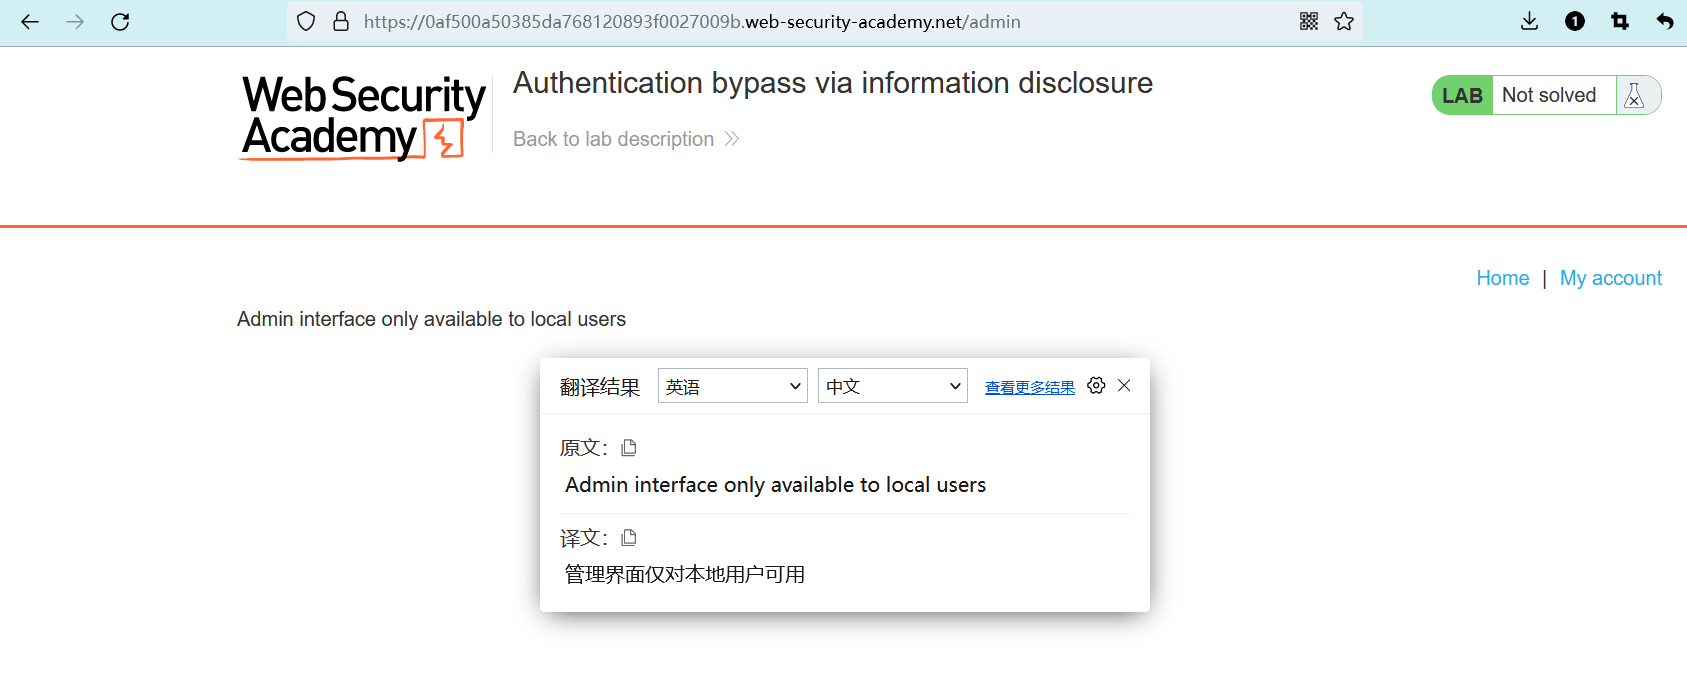 https://0af500a50385da768120893f0027009b.web-security-academy.net/admin
1
Web Security
Academy
Authentication bypass via information disclosure
Back to lab description
LAB Not solved
Home | My account
Admin interface only available to local users
翻译结果 英语 中文 查看更多结果
原文：
Admin interface only available to local users
译文：
管理界面仅对本地用户可用